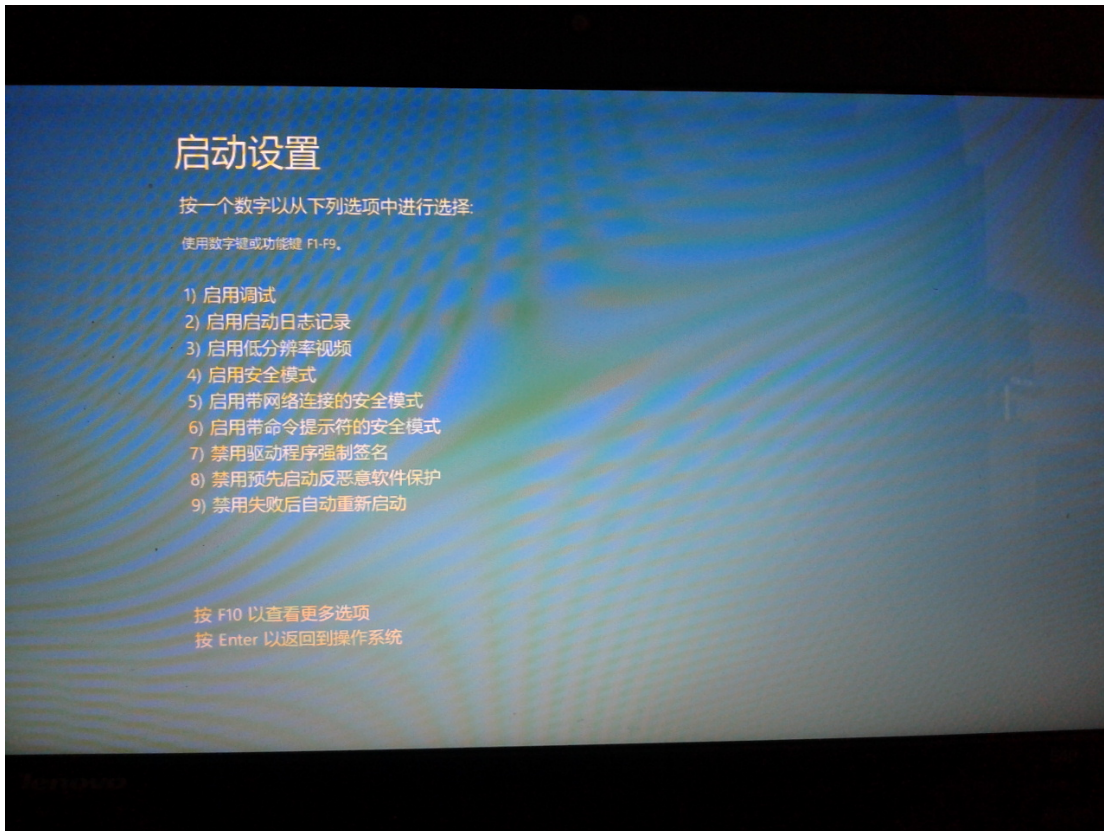 启动设置
按一个数字以从下列选项中进行选择:
使用数字键或功能键 F1-F9。
1) 启用调试
2) 启用启动日志记录
3) 启用低分辨率视频
4) 启用安全模式
5) 启用带网络连接的安全模式
6) 启用带命令提示符的安全模式
7) 禁用驱动程序强制签名
8) 禁用预先启动反恶意软件保护
9) 禁用失败后自动重新启动
按 F10 以查看更多选项
按 Enter 以返回到操作系统
lenovo